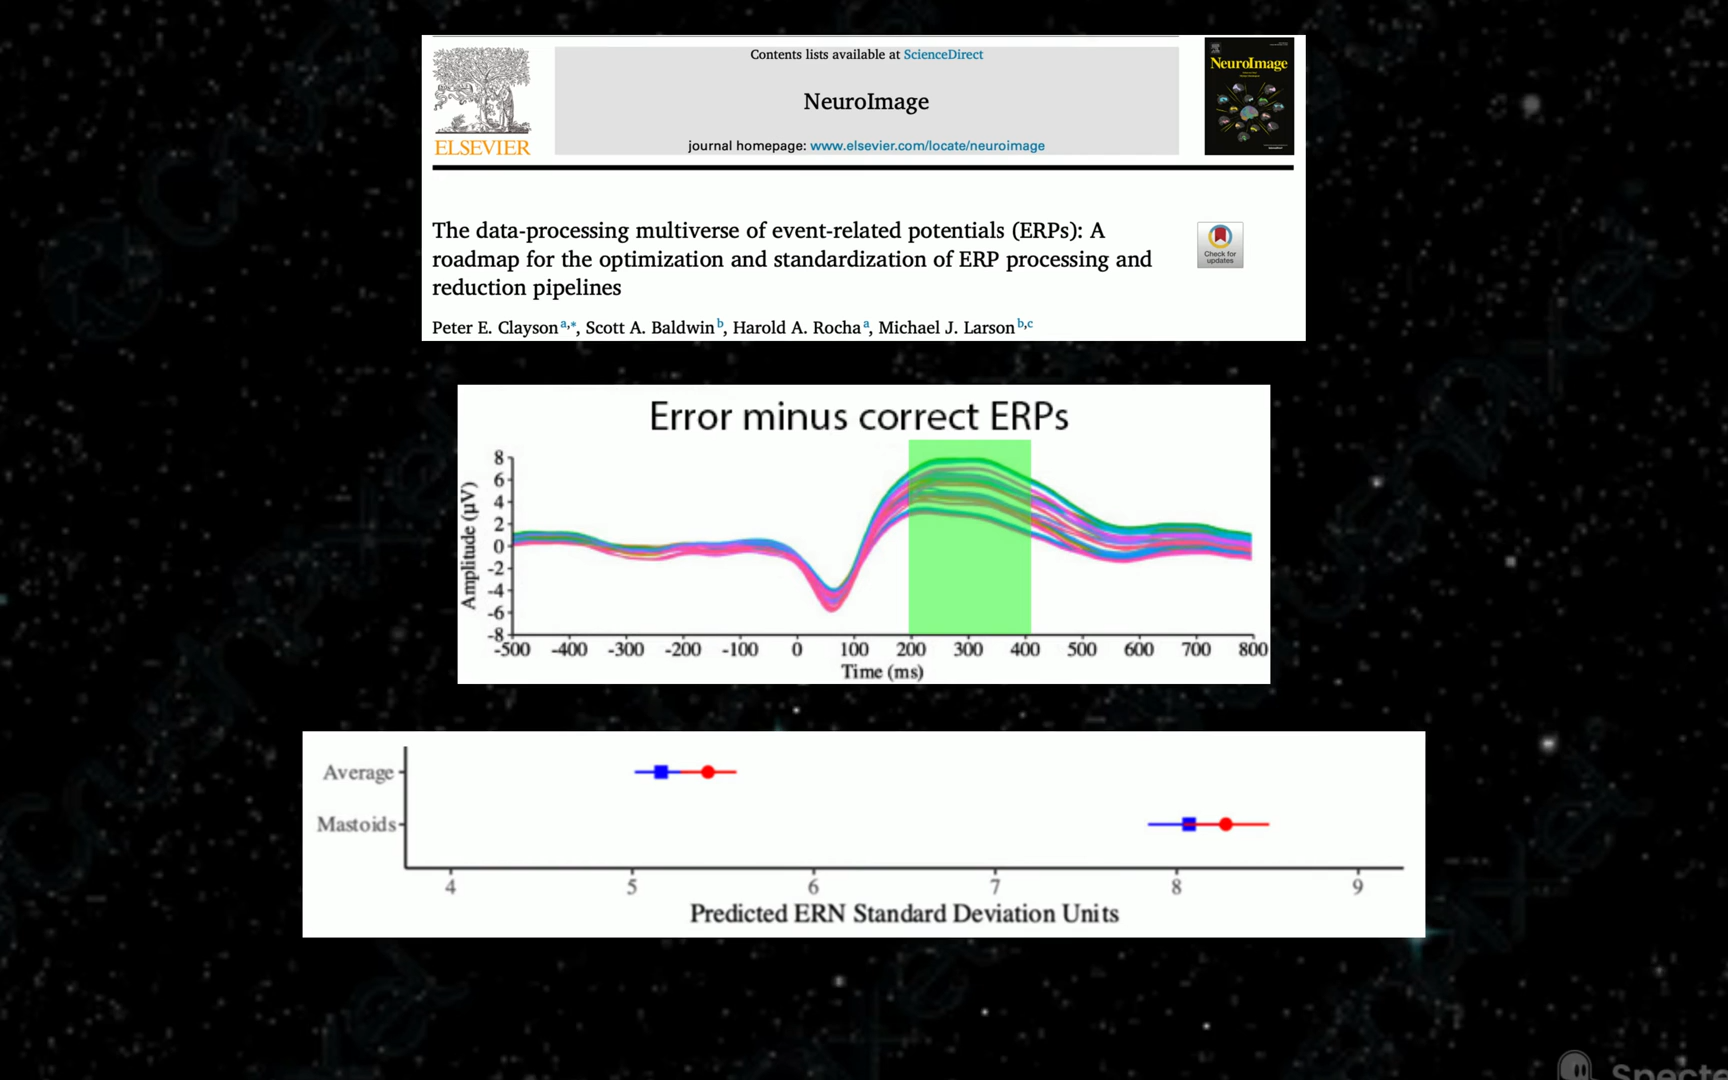 Contents lists available at ScienceDirect
NeuroImage
journal homepage: www.elsevier.com/locate/neuroimage
ELSEVIER
NeuroImage
The data-processing multiverse of event-related potentials (ERPs): A
roadmap for the optimization and standardization of ERP processing and
reduction pipelines
Check for
updates
Peter E. Clayson a,*, Scott A. Baldwin b, Harold A. Rocha a, Michael J. Larson b,c
Error minus correct ERPs
Amplitude (µV)
8
6
4
2
0
-2
-4
-6
-8
-500 -400 -300 -200 -100 0 100 200 300 400 500 600 700 800
Time (ms)
Average
Mastoids
4 5 6 7 8 9
Predicted ERN Standard Deviation Units